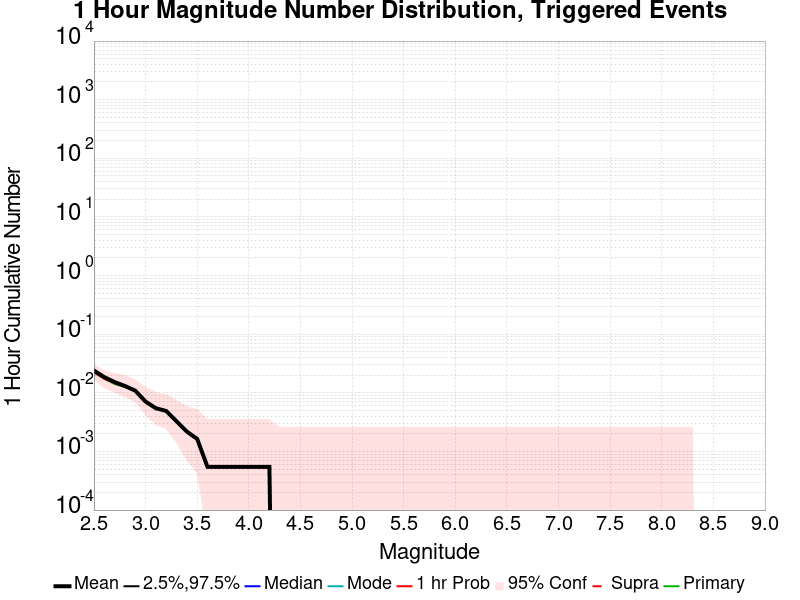 1 Hour Magnitude Number Distribution, Triggered Events
10 4
10 3
10 2
10 1
10 0
10 -1
10 -2
10 -3
10 -4
1 Hour Cumulative Number
2.5 3.0 3.5 4.0 4.5 5.0 5.5 6.0 6.5 7.0 7.5 8.0 8.5 9.0
Magnitude
Mean 2.5%,97.5% Median Mode 1 hr Prob 95% Conf Supra Primary